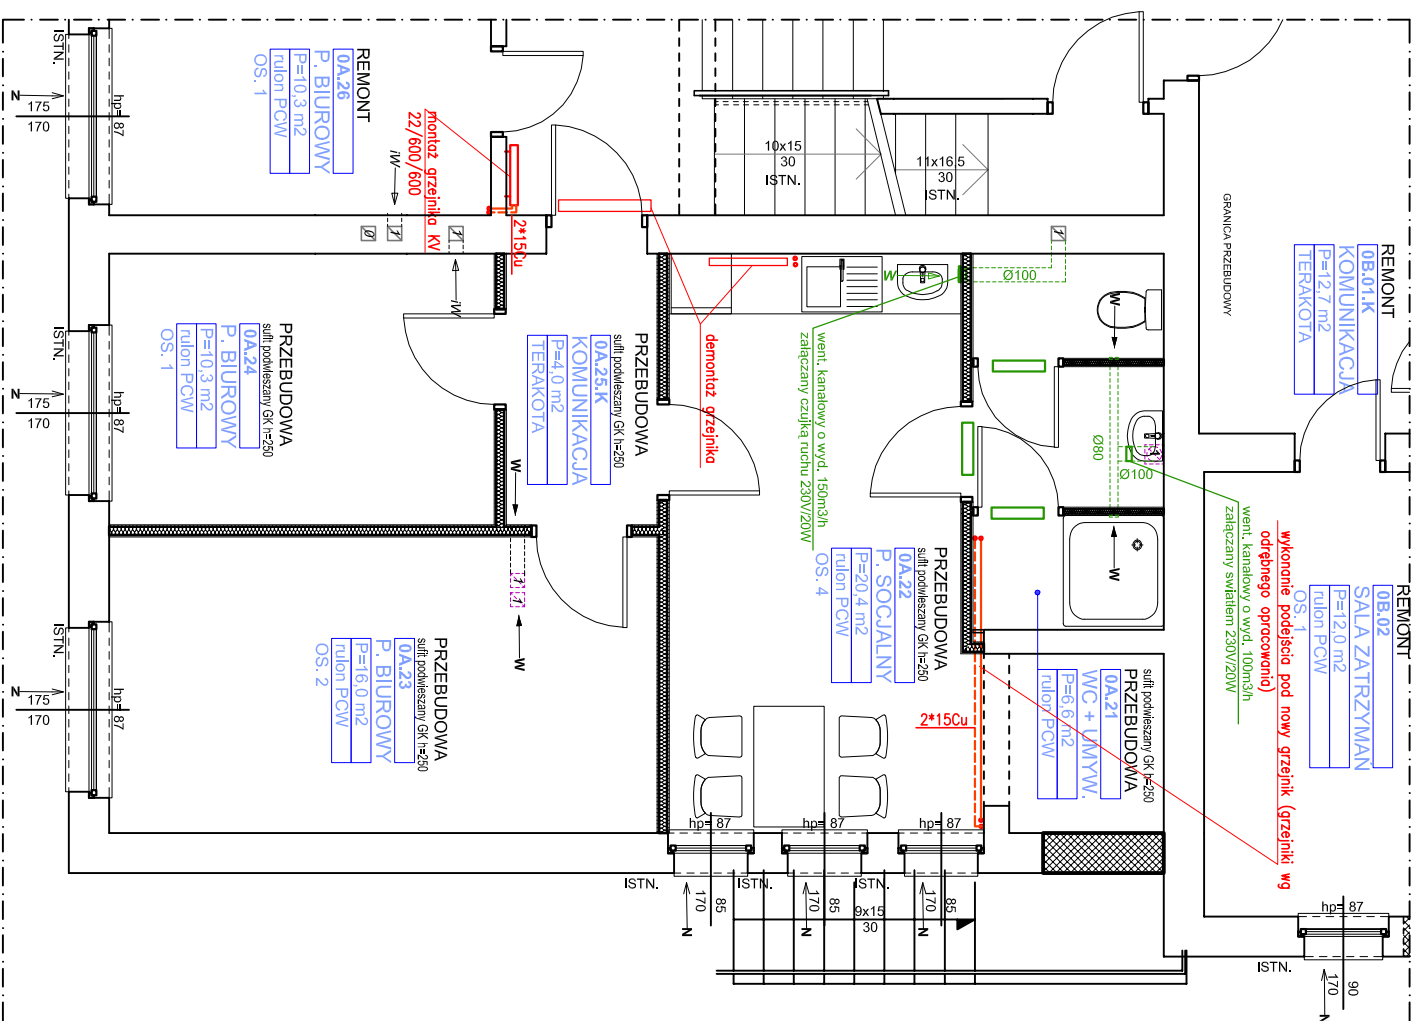 REMONT
0A.26
P. BIUROWY
P=10,3 m2
rulon PCW
OS. 1
ISTN.
N
175
170
hp= 87
montaż grzejnika KV
22/600/600
2*15Cu
iW
iW
10x15
30
ISTN.
11x16.5
30
ISTN.
GRANICA PRZEBUDOWY
REMONT
0B.01.K
KOMUNIKACJA
P=12,7 m2
TERAKOTA
PRZEBUDOWA
sufit podwieszany GK h=250
0A.24
P. BIUROWY
P=10,3 m2
rulon PCW
OS. 1
ISTN.
N
175
170
hp= 87
PRZEBUDOWA
sufit podwieszany GK h=250
0A.25.K
KOMUNIKACJA
P=4,0 m2
TERAKOTA
demontaż grzejnika
W
Ø100
W
went. kanałowy o wyd. 150m3/h
załączany czujką ruchu 230V/20W
Ø80
Ø100
went. kanałowy o wyd. 100m3/h
załączany światłem 230V/20W
wykonanie podejścia pod nowy grzejnik (grzejniki wg
odrębnego opracowania)
REMONT
0B.02
SALA ZATRZYMAŃ
P=12,0 m2
rulon PCW
OS. 1
W
W
W
PRZEBUDOWA
sufit podwieszany GK h=250
0A.22
P. SOCJALNY
P=20,4 m2
rulon PCW
OS. 4
2*15Cu
sufit podwieszany GK h=250
PRZEBUDOWA
0A.21
WC + UMYW.
P=6,6 m2
rulon PCW
PRZEBUDOWA
sufit podwieszany GK h=250
0A.23
P. BIUROWY
P=16,0 m2
rulon PCW
OS. 2
ISTN.
N
175
170
hp= 87
hp= 87
hp= 87
hp= 87
ISTN.
ISTN.
ISTN.
170
85
170
85
170
85
N
N
N
9x15
30
hp= 87
ISTN.
170
90
N